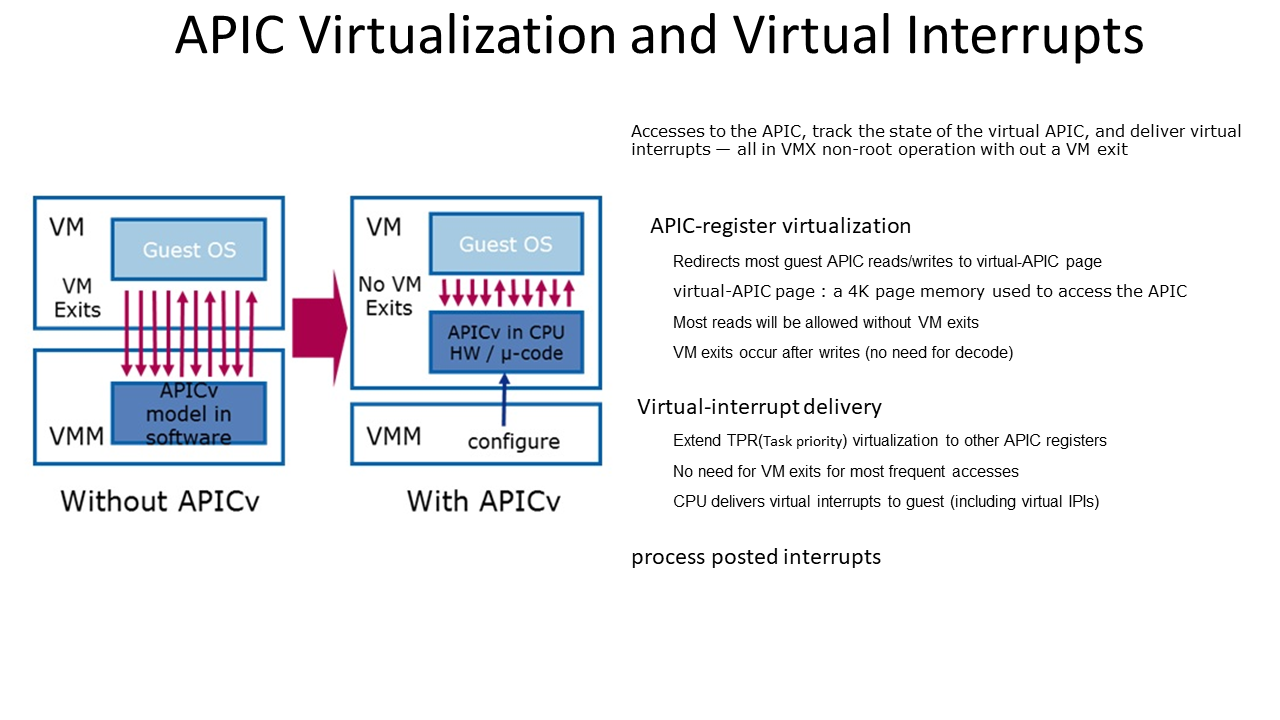 APIC Virtualization and Virtual Interrupts
Accesses to the APIC, track the state of the virtual APIC, and deliver virtual
interrupts — all in VMX non-root operation with out a VM exit
VM
Guest OS
VM
Exits
APICv
model in
software
VMM
Without APICv
VM
Guest OS
No VM
Exits
APICv in CPU
HW / μ-code
VMM
configure
With APICv
APIC-register virtualization
Redirects most guest APIC reads/writes to virtual-APIC page
virtual-APIC page : a 4K page memory used to access the APIC
Most reads will be allowed without VM exits
VM exits occur after writes (no need for decode)
Virtual-interrupt delivery
Extend TPR(Task priority) virtualization to other APIC registers
No need for VM exits for most frequent accesses
CPU delivers virtual interrupts to guest (including virtual IPIs)
process posted interrupts